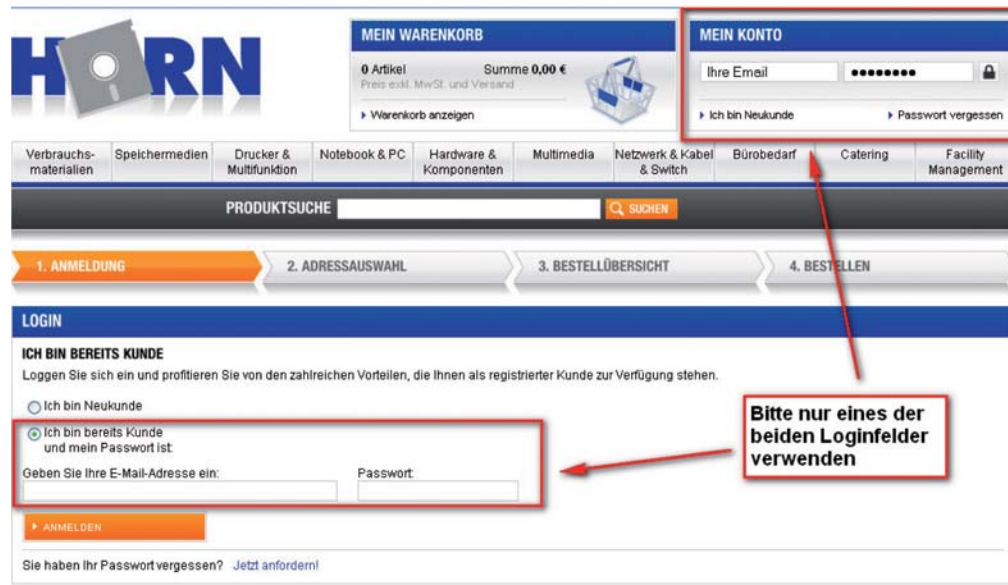 HORN
MEIN WARENKORB
0 Artikel Summe 0,00 €
Preis exkl. MwSt. und Versand
Warenkorb anzeigen
MEIN KONTO
Ihre Email ●●●●●●●●
Ich bin Neukunde Passwort vergessen
Verbrauchs-
materialien
Speichermedien
Drucker &
Multifunktion
Notebook & PC
Hardware &
Komponenten
Multimedia
Netzwerk & Kabel
& Switch
Bürobedarf
Catering
Facility
Management
PRODUKTSUCHE SUCHEN
1. ANMELDUNG 2. ADRESSAUSWAHL 3. BESTELLÜBERSICHT 4. BESTELLEN
LOGIN
ICH BIN BEREITS KUNDE
Loggen Sie sich ein und profitieren Sie von den zahlreichen Vorteilen, die Ihnen als registrierter Kunde zur Verfügung stehen.
Ich bin Neukunde
Ich bin bereits Kunde
und mein Passwort ist:
Geben Sie Ihre E-Mail-Adresse ein: Passwort:
ANMELDEN
Sie haben Ihr Passwort vergessen? Jetzt anfordern!
Bitte nur eines der
beiden Loginfelder
verwenden